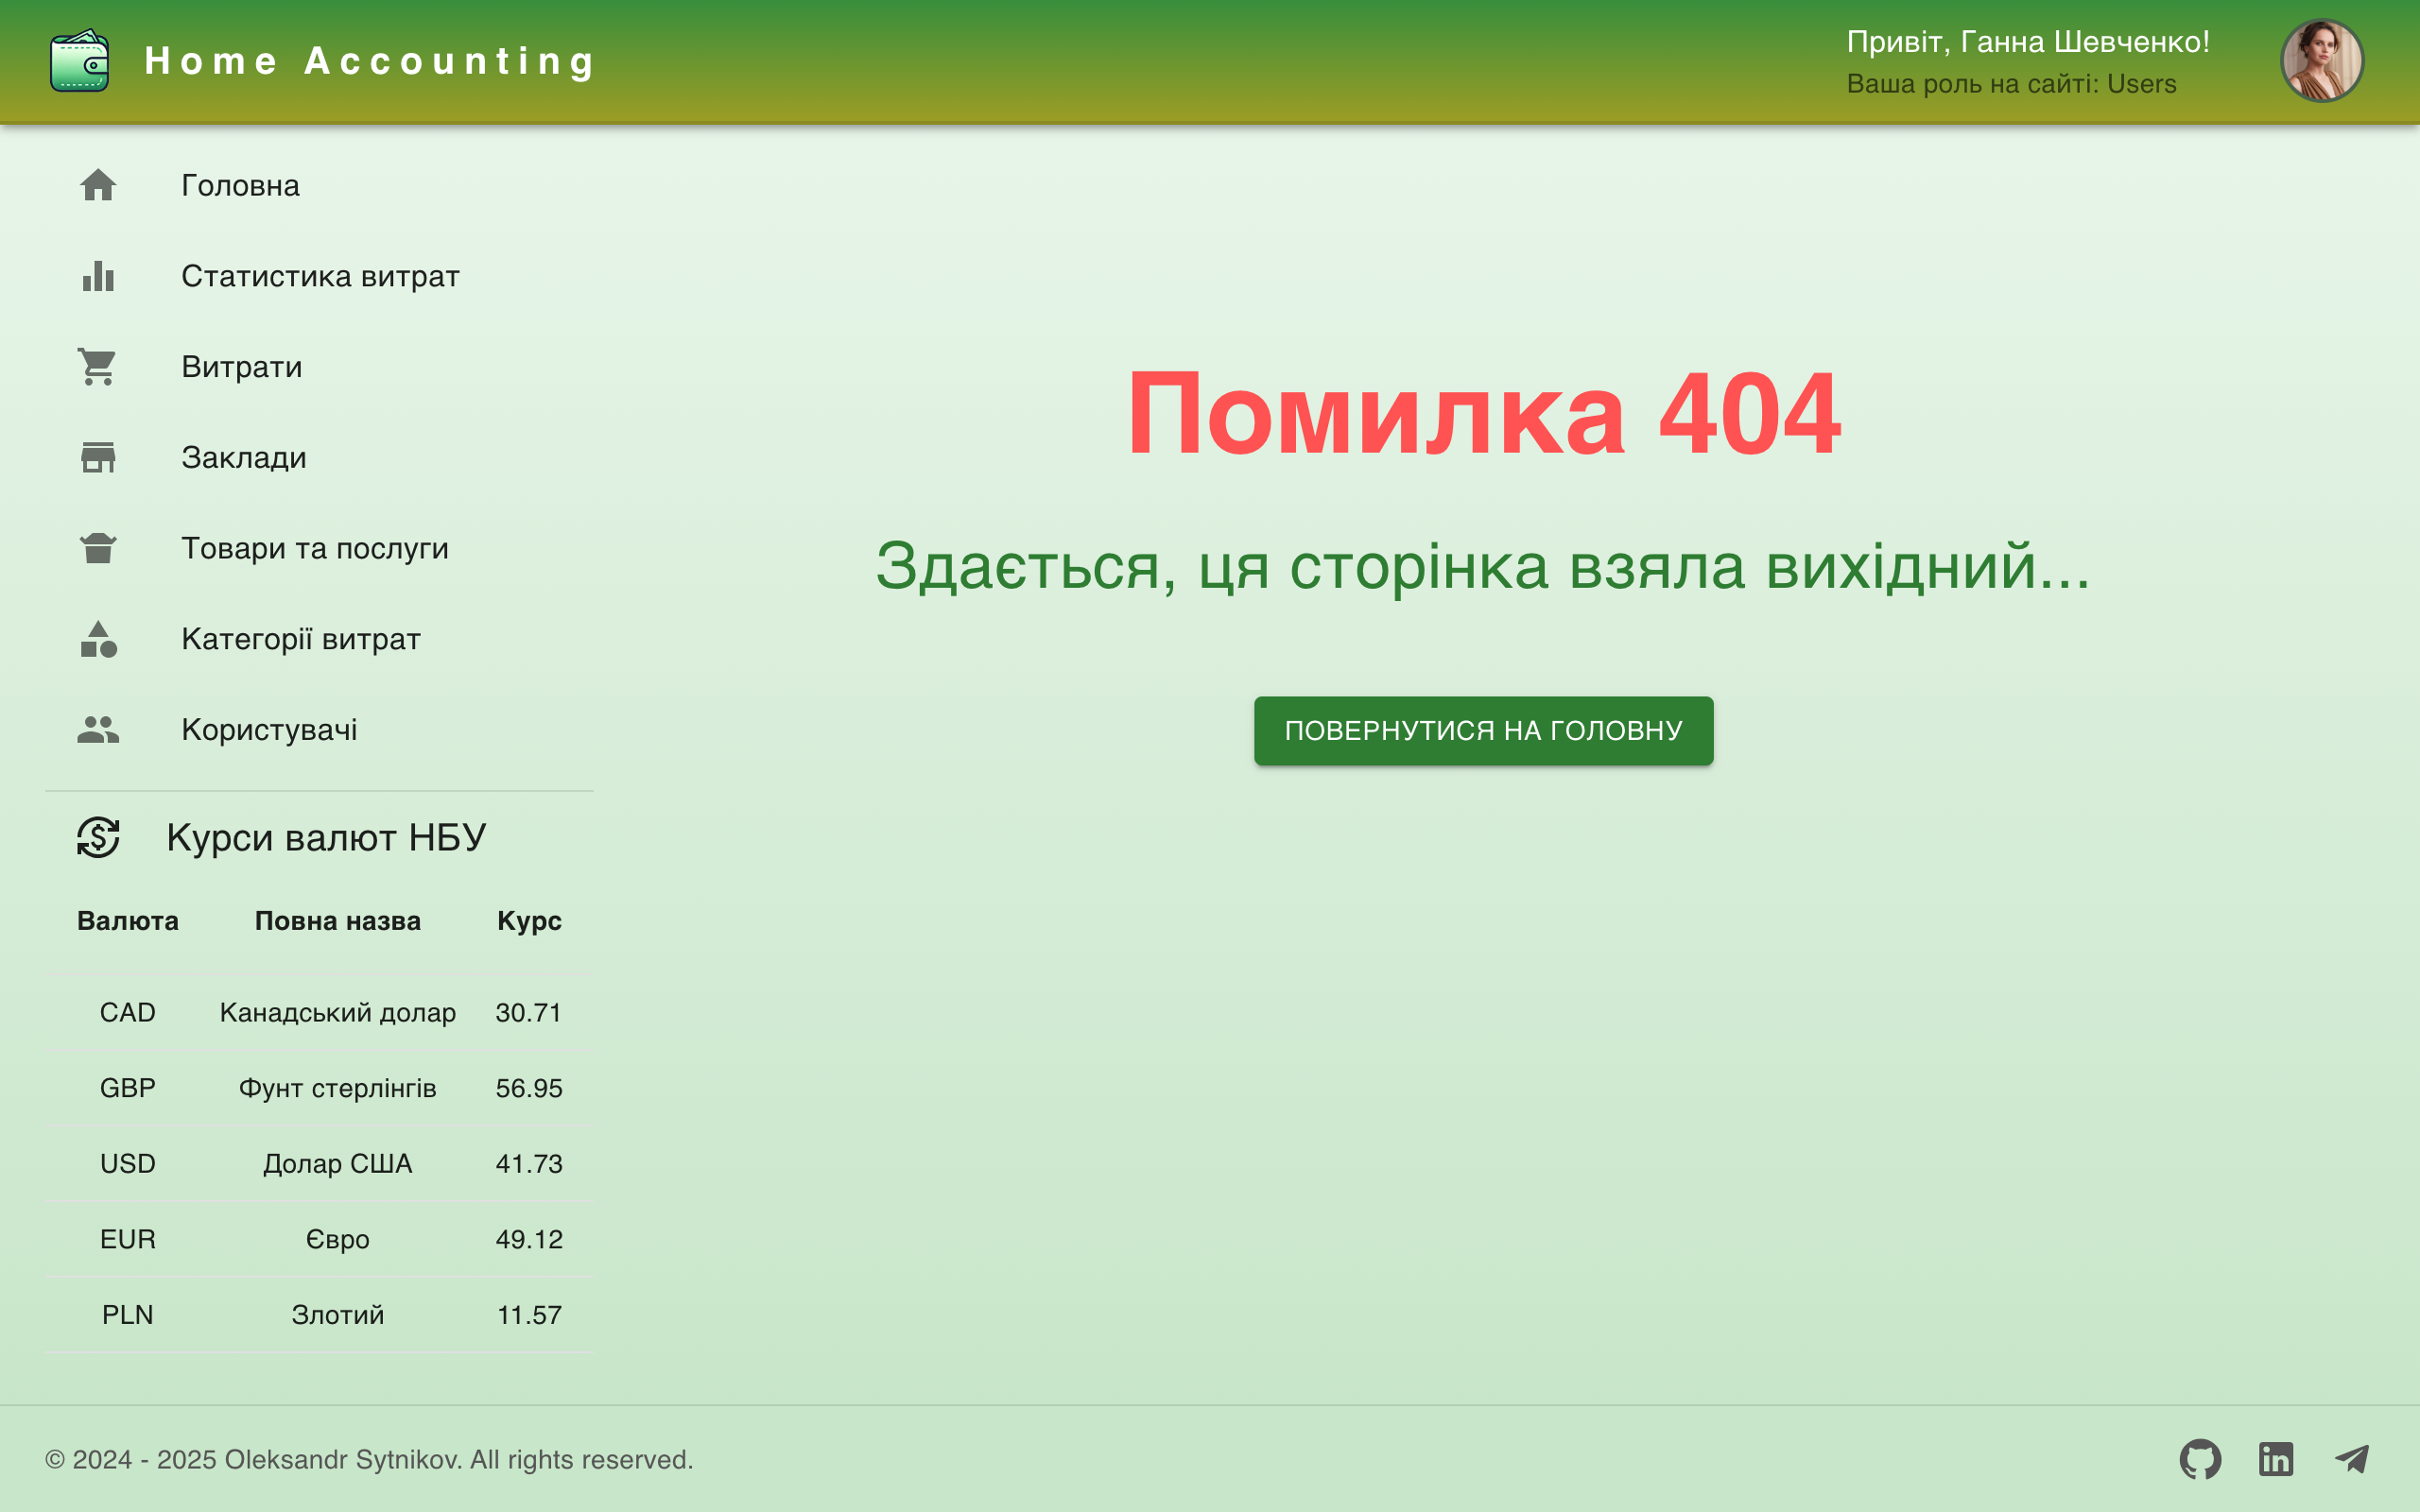 Home Accounting
Привіт, Ганна Шевченко!
Ваша роль на сайті: Users
Головна
Статистика витрат
Витрати
Заклади
Товари та послуги
Категорії витрат
Користувачі
Курси валют НБУ
Валюта Повна назва Курс
CAD Канадський долар 30.71
GBP Фунт стерлінгів 56.95
USD Долар США 41.73
EUR Євро 49.12
PLN Злотий 11.57
Помилка 404
Здається, ця сторінка взяла вихідний...
ПОВЕРНУТИСЯ НА ГОЛОВНУ
© 2024 - 2025 Oleksandr Sytnikov. All rights reserved.